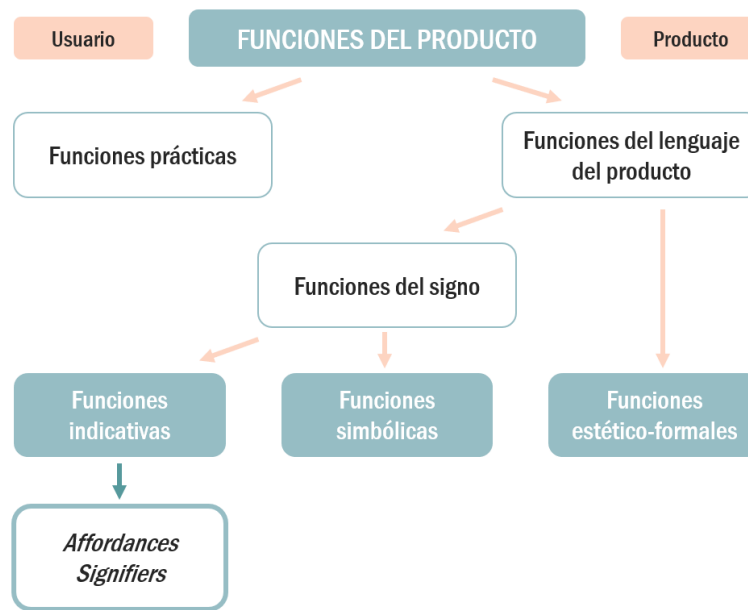 Usuario
FUNCIONES DEL PRODUCTO
Producto
Funciones prácticas
Funciones del lenguaje
del producto
Funciones del signo
Funciones
indicativas
Funciones
simbólicas
Funciones
estético-formales
Affordances
Signifiers